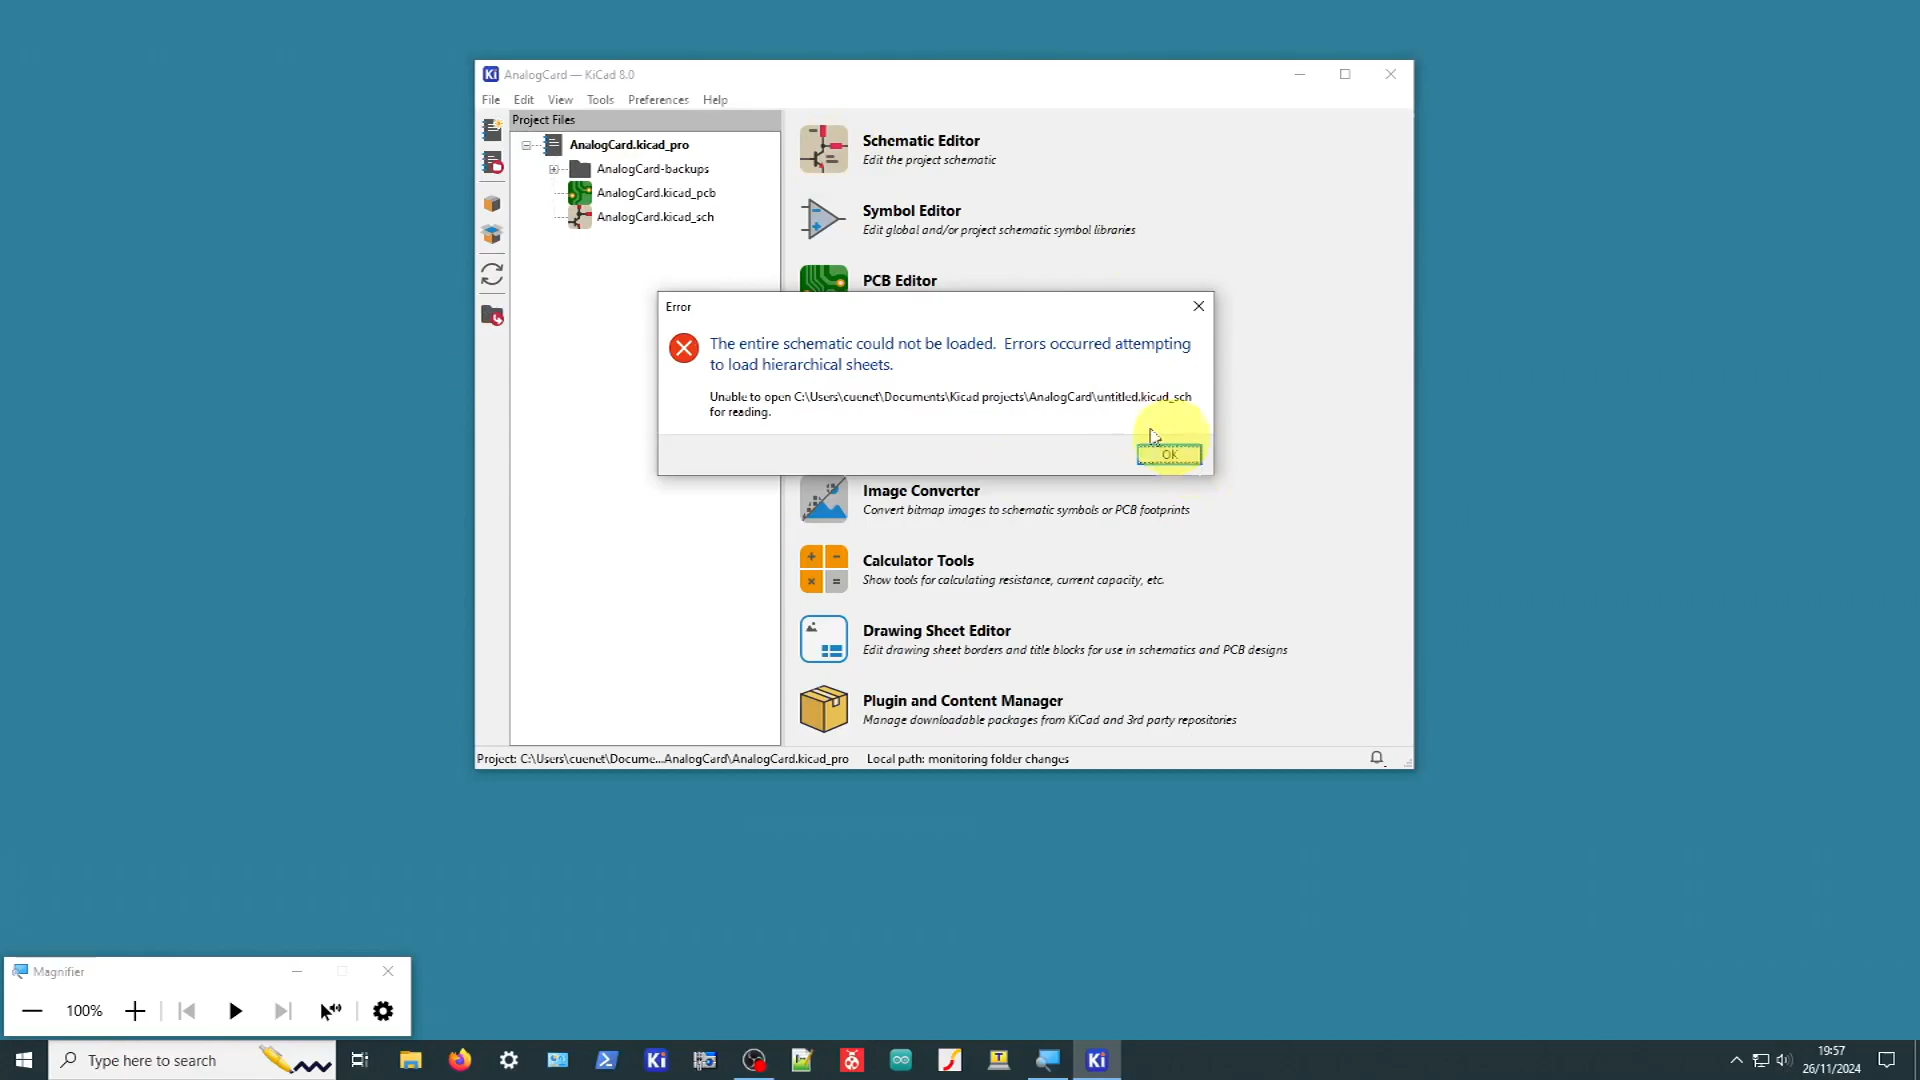 AnalogCard — KiCad 8.0
File Edit View Tools Preferences Help
Project Files
AnalogCard.kicad_pro
AnalogCard-backups
AnalogCard.kicad_pcb
AnalogCard.kicad_sch
Schematic Editor
Edit the project schematic
Symbol Editor
Edit global and/or project schematic symbol libraries
PCB Editor
Error
The entire schematic could not be loaded.  Errors occurred attempting
to load hierarchical sheets.
Unable to open C:\Users\cuenet\Documents\Kicad projects\AnalogCard\untitled.kicad_sch
for reading.
OK
Image Converter
Convert bitmap images to schematic symbols or PCB footprints
Calculator Tools
Show tools for calculating resistance, current capacity, etc.
Drawing Sheet Editor
Edit drawing sheet borders and title blocks for use in schematics and PCB designs
Plugin and Content Manager
Manage downloadable packages from KiCad and 3rd party repositories
Project: C:\Users\cuenet\Docume...AnalogCard\AnalogCard.kicad_pro Local path: monitoring folder changes
Magnifier
100%
Type here to search
19:57
26/11/2024